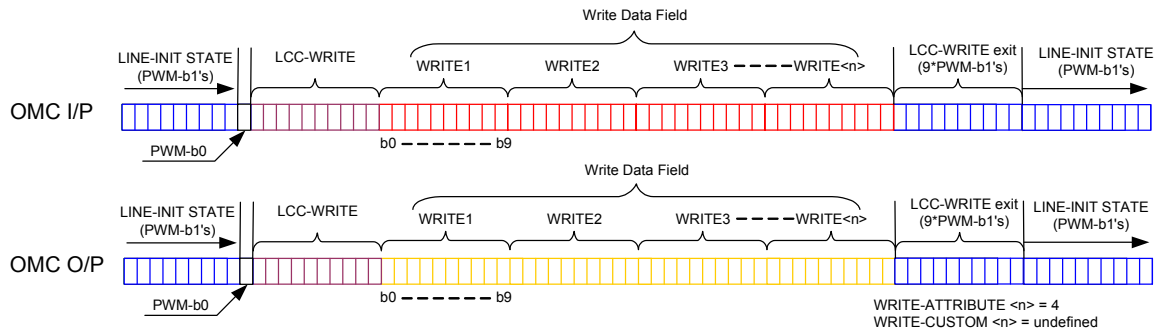 Write Data Field
LINE-INIT STATE
(PWM-b1's)
LCC-WRITE
WRITE1
WRITE2
WRITE3
WRITE<n>
LCC-WRITE exit
(9*PWM-b1's)
LINE-INIT STATE
(PWM-b1's)
OMC I/P
PWM-b0
b0
b9
Write Data Field
LINE-INIT STATE
(PWM-b1's)
LCC-WRITE
WRITE1
WRITE2
WRITE3
WRITE<n>
LCC-WRITE exit
(9*PWM-b1's)
LINE-INIT STATE
(PWM-b1's)
OMC O/P
PWM-b0
b0
b9
WRITE-ATTRIBUTE <n> = 4
WRITE-CUSTOM <n> = undefined